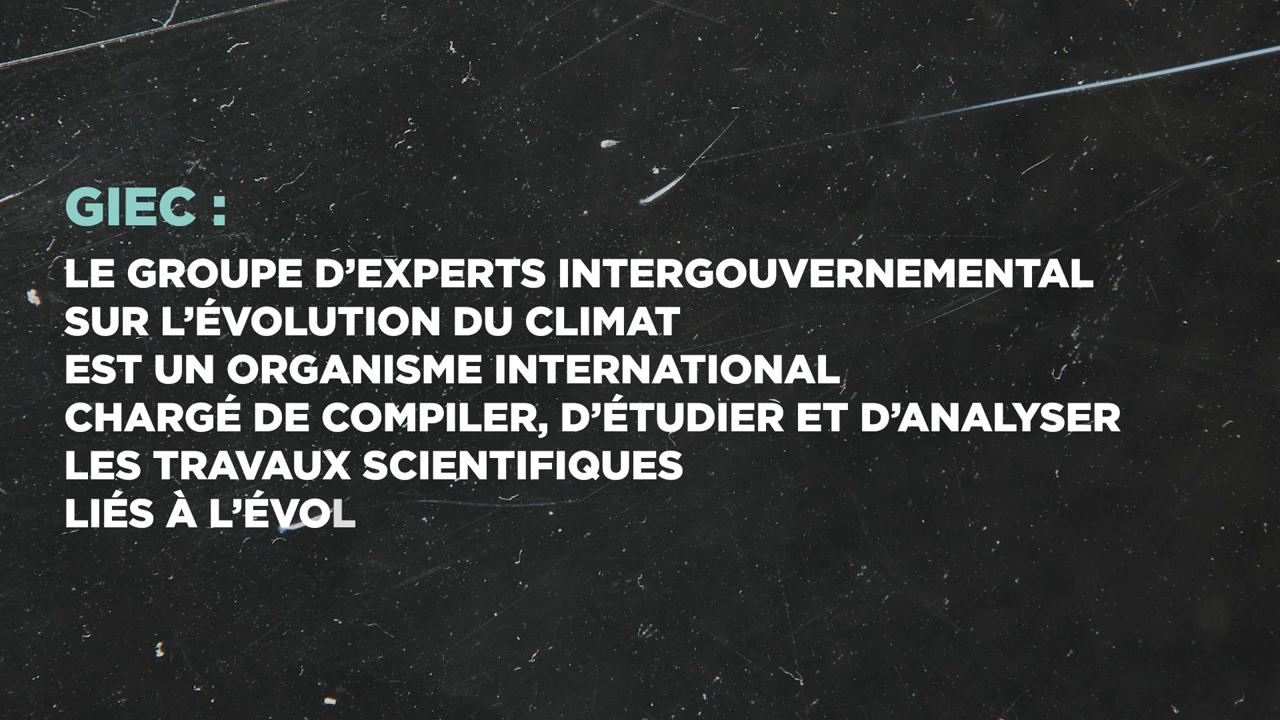 GIEC :
LE GROUPE D’EXPERTS INTERGOUVERNEMENTAL
SUR L’ÉVOLUTION DU CLIMAT
EST UN ORGANISME INTERNATIONAL
CHARGÉ DE COMPILER, D’ÉTUDIER ET D’ANALYSER
LES TRAVAUX SCIENTIFIQUES
LIÉS À L’ÉVOL